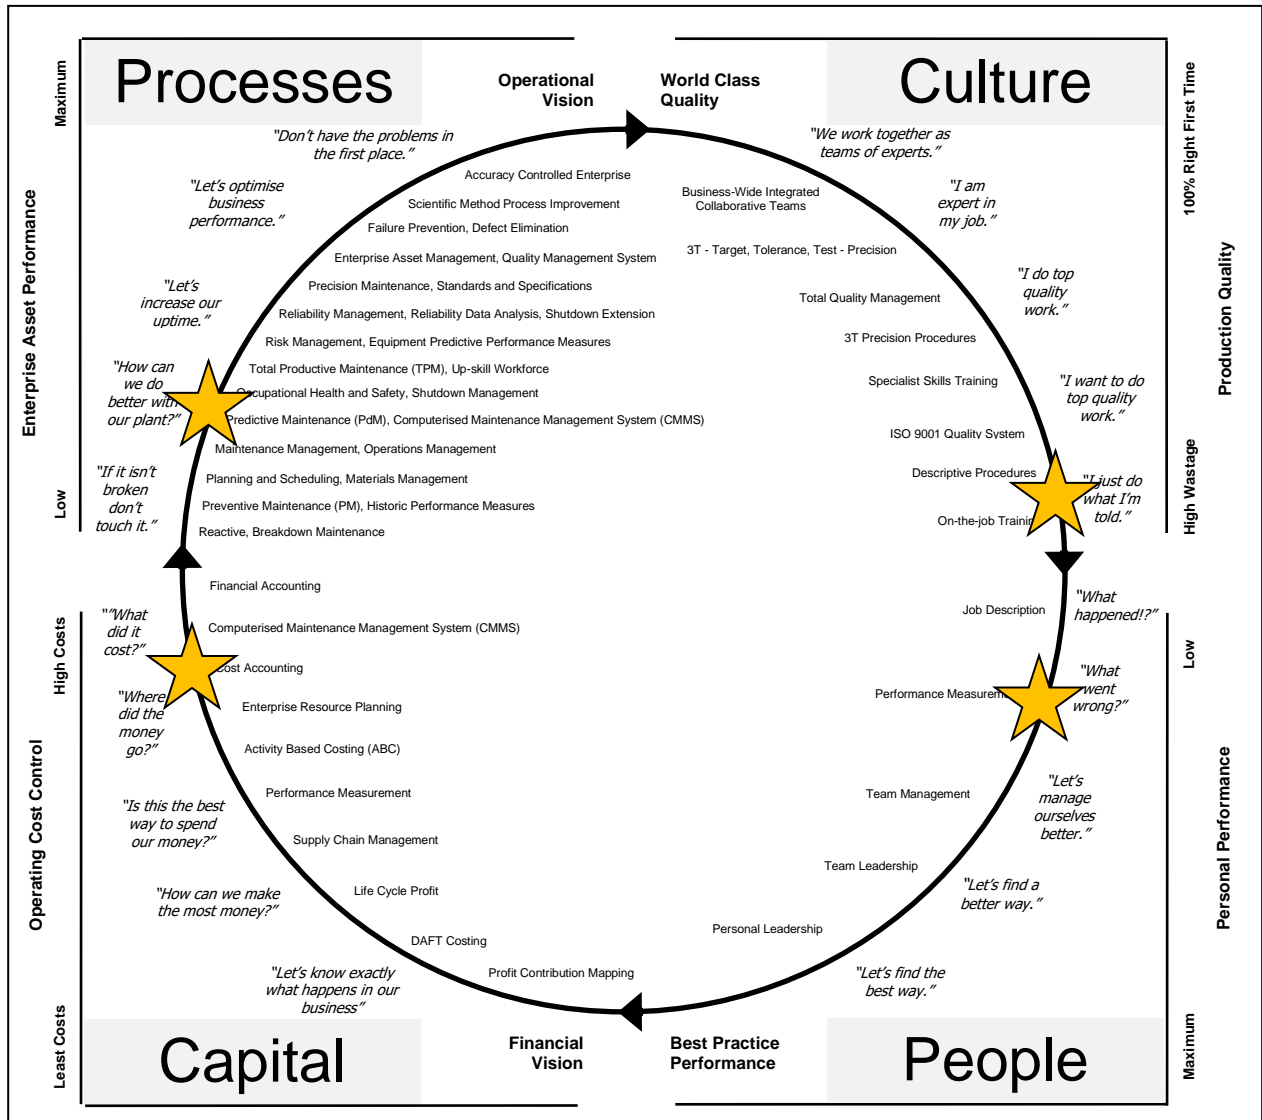 Processes
Culture
Operational
Vision
World Class
Quality
Maximum
Enterprise Asset Performance
Low
“Don’t have the problems in
the first place.”
“Let’s optimise
business
performance.”
“Let’s
increase our
uptime.”
“How can
we do
better with
our plant?”
“If it isn’t
broken
don’t
touch it.”
Accuracy Controlled Enterprise
Scientific Method Process Improvement
Failure Prevention, Defect Elimination
Enterprise Asset Management, Quality Management System
Precision Maintenance, Standards and Specifications
Reliability Management, Reliability Data Analysis, Shutdown Extension
Risk Management, Equipment Predictive Performance Measures
Total Productive Maintenance (TPM), Up-skill Workforce
Occupational Health and Safety, Shutdown Management
Predictive Maintenance (PdM), Computerised Maintenance Management System (CMMS)
Maintenance Management, Operations Management
Planning and Scheduling, Materials Management
Preventive Maintenance (PM), Historic Performance Measures
Reactive, Breakdown Maintenance
“We work together as
teams of experts.”
“I am
expert in
my job.”
“I do top
quality
work.”
“I want to do
top quality
work.”
“I just do
what I’m
told.”
Business-Wide Integrated
Collaborative Teams
3T - Target, Tolerance, Test - Precision
Total Quality Management
3T Precision Procedures
Specialist Skills Training
ISO 9001 Quality System
Descriptive Procedures
On-the-job Trainin
100% Right First Time
Production Quality
High Wastage
Financial Accounting
Computerised Maintenance Management System (CMMS)
Cost Accounting
Enterprise Resource Planning
Activity Based Costing (ABC)
Performance Measurement
Supply Chain Management
Life Cycle Profit
DAFT Costing
Profit Contribution Mapping
“”What
did it
cost?”
“Where
did the
money
go?”
“Is this the best
way to spend
our money?”
“How can we make
the most money?”
“Let’s know exactly
what happens in our
business”
High Costs
Operating Cost Control
Least Costs
Job Description
Performance Measurem
Team Management
Team Leadership
Personal Leadership
“What
happened!?”
“What
went
wrong?”
“Let’s
manage
ourselves
better.”
“Let’s find a
better way.”
“Let’s find the
best way.”
Low
Personal Performance
Maximum
Capital
Financial
Vision
Best Practice
Performance
People